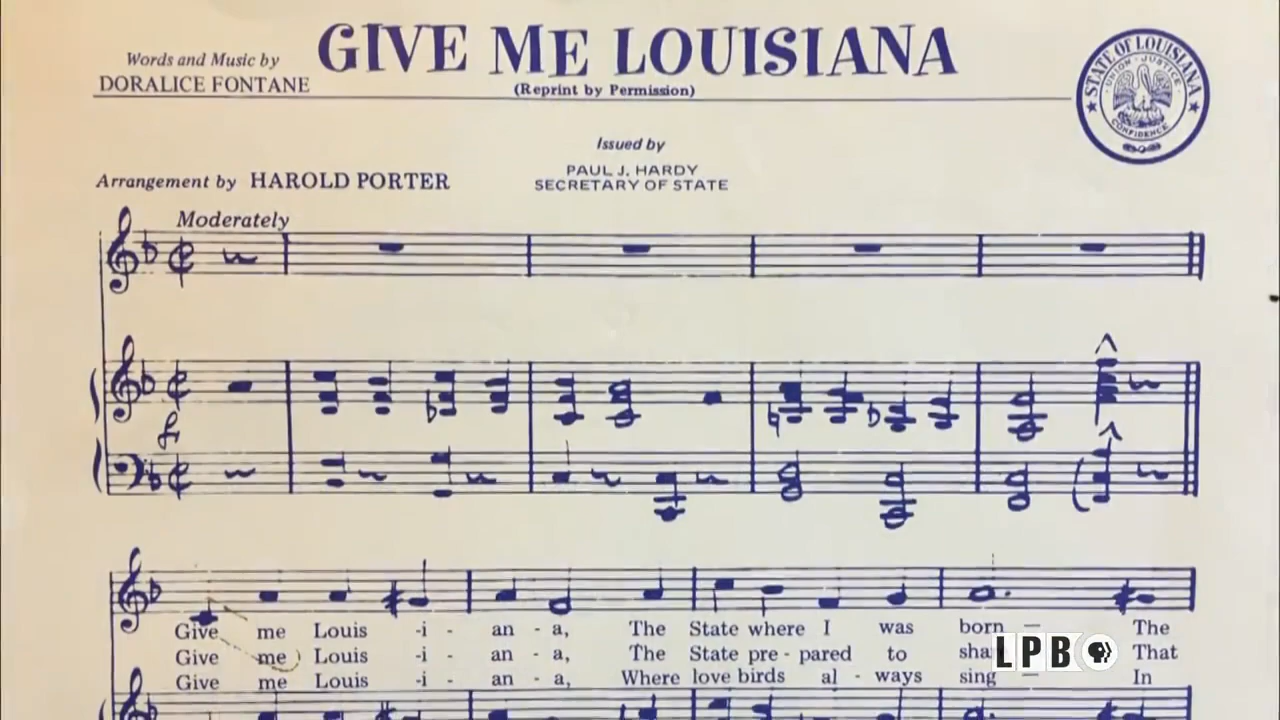 GIVE ME LOUISIANA
Words and Music by
DORALICE FONTANE
(Reprint by Permission)
STATE OF LOUISIANA
UNION · JUSTICE
CONFIDENCE
Issued by
PAUL J. HARDY
SECRETARY OF STATE
Arrangement by HAROLD PORTER
Moderately
Give me Louis -i - an - a, The State where I was born — The
Give me Louis -i - an - a, The State pre - pared to That
Give me Louis -i - an - a, Where love birds al - ways sing — In
LPB